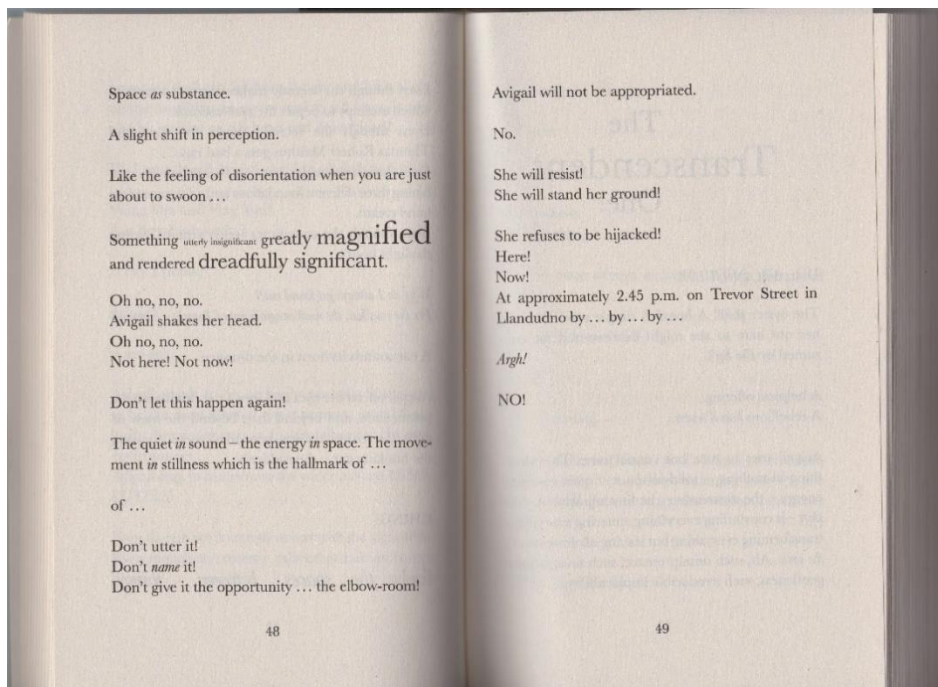 Space as substance.
A slight shift in perception.
Like the feeling of disorientation when you are just
about to swoon ...
Something utterly insignificant greatly magnified
and rendered dreadfully significant.
Oh no, no, no.
Avigail shakes her head.
Oh no, no, no.
Not here! Not now!
Don't let this happen again!
The quiet in sound – the energy in space. The move-
ment in stillness which is the hallmark of ...
of ...
Don't utter it!
Don't name it!
Don't give it the opportunity ... the elbow-room!
48
Avigail will not be appropriated.
No.
She will resist!
She will stand her ground!
She refuses to be hijacked!
Here!
Now!
At approximately 2.45 p.m. on Trevor Street in
Llandudno by ... by ... by ...
Argh!
NO!
49